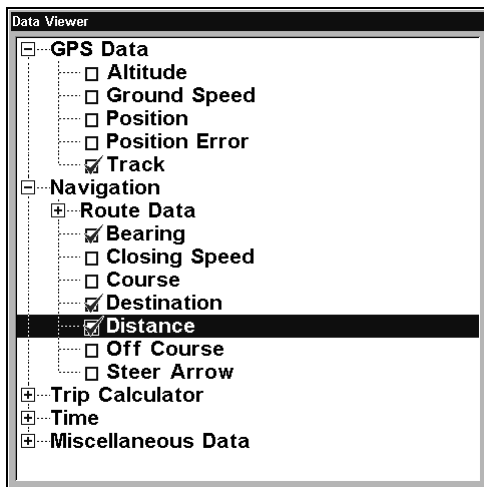 Data Viewer
GPS Data
Altitude
Ground Speed
Position
Position Error
Track
Navigation
Route Data
Bearing
Closing Speed
Course
Destination
Distance
Off Course
Steer Arrow
Trip Calculator
Time
Miscellaneous Data